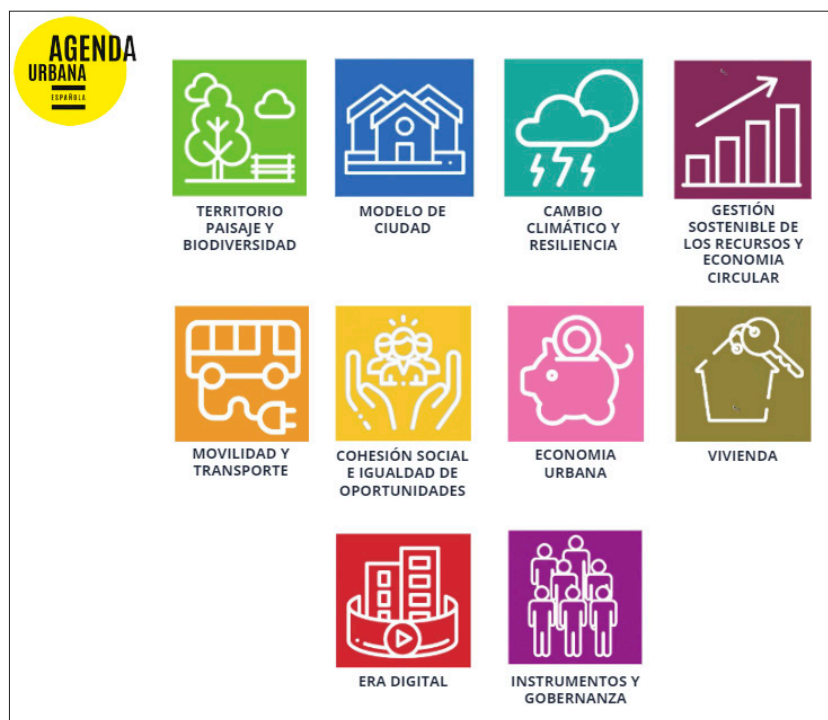 AGENDA
URBANA
ESPAÑOLA
TERRITORIO
PAISAJE Y
BIODIVERSIDAD
MODELO DE
CIUDAD
CAMBIO
CLIMÁTICO Y
RESILIENCIA
GESTIÓN
SOSTENIBLE DE
LOS RECURSOS Y
ECONOMIA
CIRCULAR
MOVILIDAD Y
TRANSPORTE
COHESIÓN SOCIAL
E IGUALDAD DE
OPORTUNIDADES
ECONOMIA
URBANA
VIVIENDA
ERA DIGITAL
INSTRUMENTOS Y
GOBERNANZA